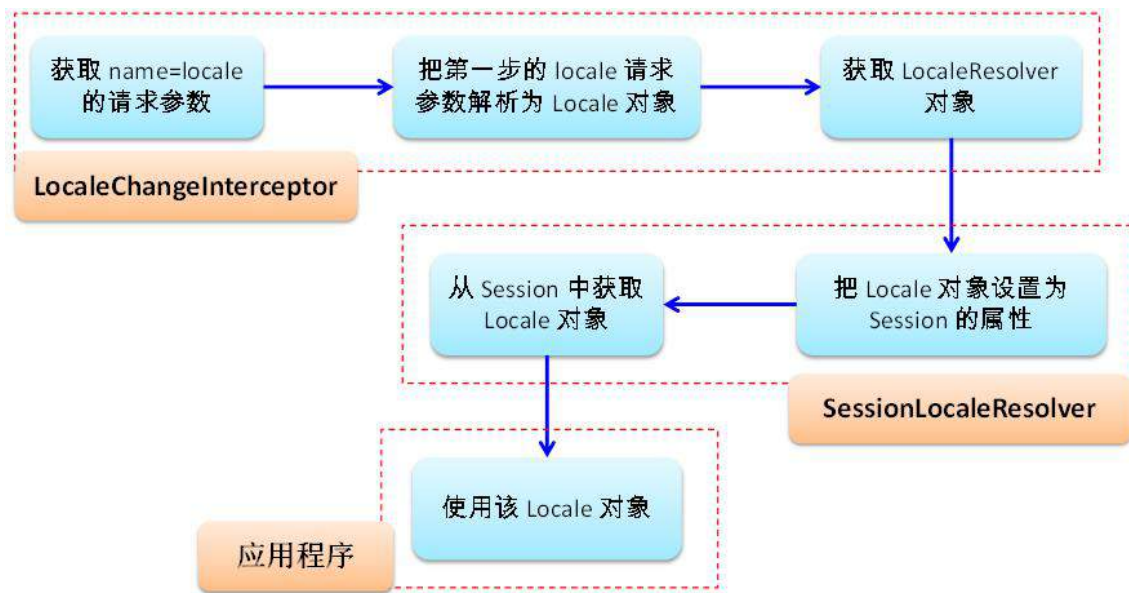 获取 name=locale
的请求参数
把第一步的 locale 请求
参数解析为 Locale 对象
获取 LocaleResolver
对象
LocaleChangeInterceptor
从 Session 中获取
Locale 对象
把 Locale 对象设置为
Session 的属性
SessionLocaleResolver
使用该 Locale 对象
应用程序